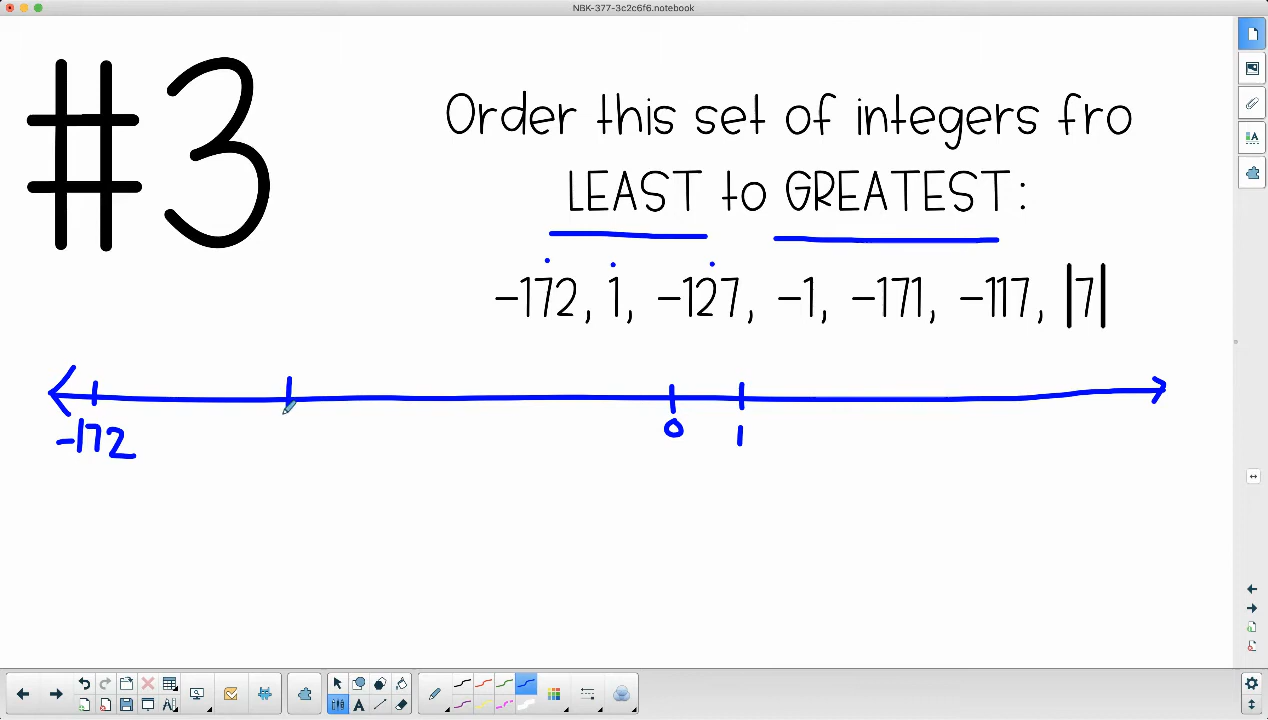 NBK-377-3c2c6f6.notebook
#3
Order this set of integers fro
LEAST to GREATEST:
-172, 1, -127, -1, -171, -117, |7|
-172 0 1